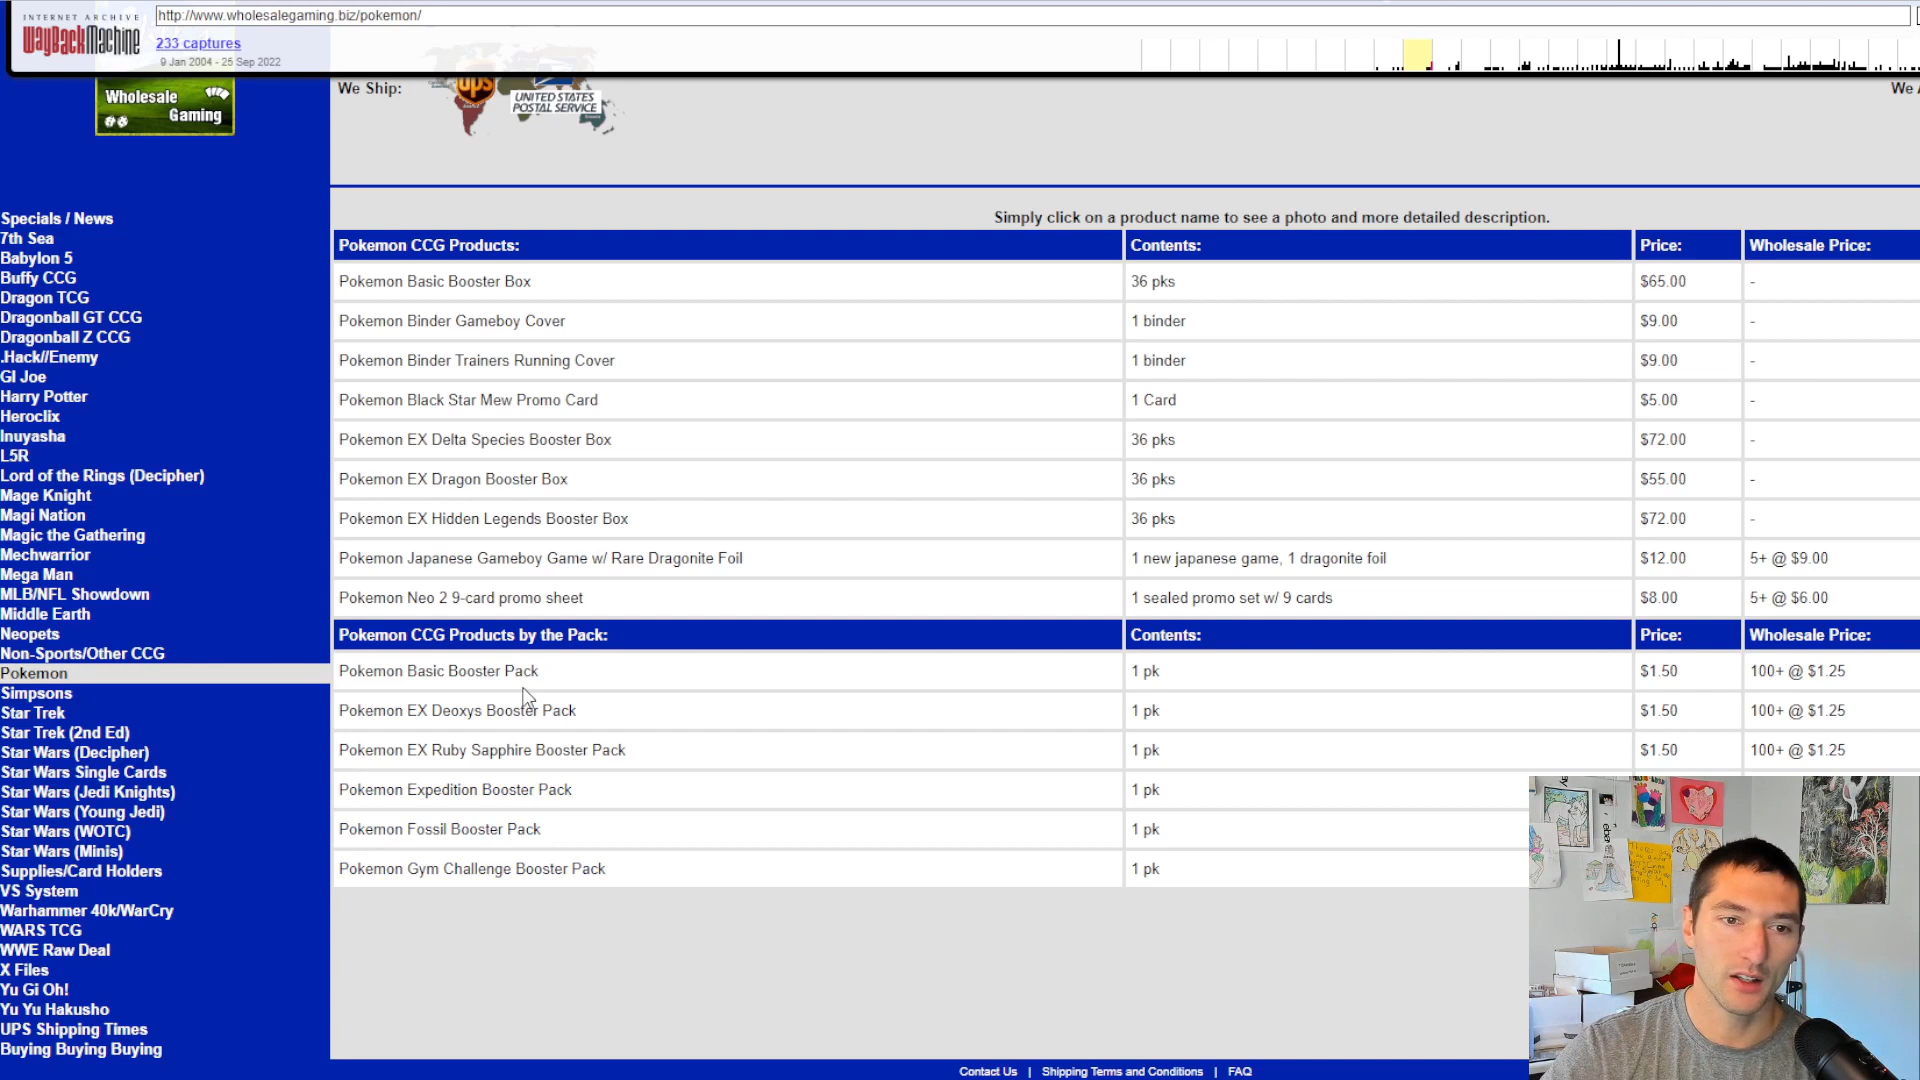 INTERNET ARCHIVE
WayBackMachine
http://www.wholesalegaming.biz/pokemon/
233 captures
9 Jan 2004 - 25 Sep 2022
Wholesale
Gaming
We Ship:
ups
UNITED STATES
POSTAL SERVICE
We A
Specials / News
7th Sea
Babylon 5
Buffy CCG
Dragon TCG
Dragonball GT CCG
Dragonball Z CCG
.Hack//Enemy
GI Joe
Harry Potter
Heroclix
Inuyasha
L5R
Lord of the Rings (Decipher)
Mage Knight
Magi Nation
Magic the Gathering
Mechwarrior
Mega Man
MLB/NFL Showdown
Middle Earth
Neopets
Non-Sports/Other CCG
Pokemon
Simpsons
Star Trek
Star Trek (2nd Ed)
Star Wars (Decipher)
Star Wars Single Cards
Star Wars (Jedi Knights)
Star Wars (Young Jedi)
Star Wars (WOTC)
Star Wars (Minis)
Supplies/Card Holders
VS System
Warhammer 40k/WarCry
WARS TCG
WWE Raw Deal
X Files
Yu Gi Oh!
Yu Yu Hakusho
UPS Shipping Times
Buying Buying Buying
Simply click on a product name to see a photo and more detailed description.
Pokemon CCG Products: Contents: Price: Wholesale Price:
Pokemon Basic Booster Box 36 pks $65.00 -
Pokemon Binder Gameboy Cover 1 binder $9.00 -
Pokemon Binder Trainers Running Cover 1 binder $9.00 -
Pokemon Black Star Mew Promo Card 1 Card $5.00 -
Pokemon EX Delta Species Booster Box 36 pks $72.00 -
Pokemon EX Dragon Booster Box 36 pks $55.00 -
Pokemon EX Hidden Legends Booster Box 36 pks $72.00 -
Pokemon Japanese Gameboy Game w/ Rare Dragonite Foil 1 new japanese game, 1 dragonite foil $12.00 5+ @ $9.00
Pokemon Neo 2 9-card promo sheet 1 sealed promo set w/ 9 cards $8.00 5+ @ $6.00
Pokemon CCG Products by the Pack: Contents: Price: Wholesale Price:
Pokemon Basic Booster Pack 1 pk $1.50 100+ @ $1.25
Pokemon EX Deoxys Booster Pack 1 pk $1.50 100+ @ $1.25
Pokemon EX Ruby Sapphire Booster Pack 1 pk $1.50 100+ @ $1.25
Pokemon Expedition Booster Pack 1 pk
Pokemon Fossil Booster Pack 1 pk
Pokemon Gym Challenge Booster Pack 1 pk
Contact Us | Shipping Terms and Conditions | FAQ